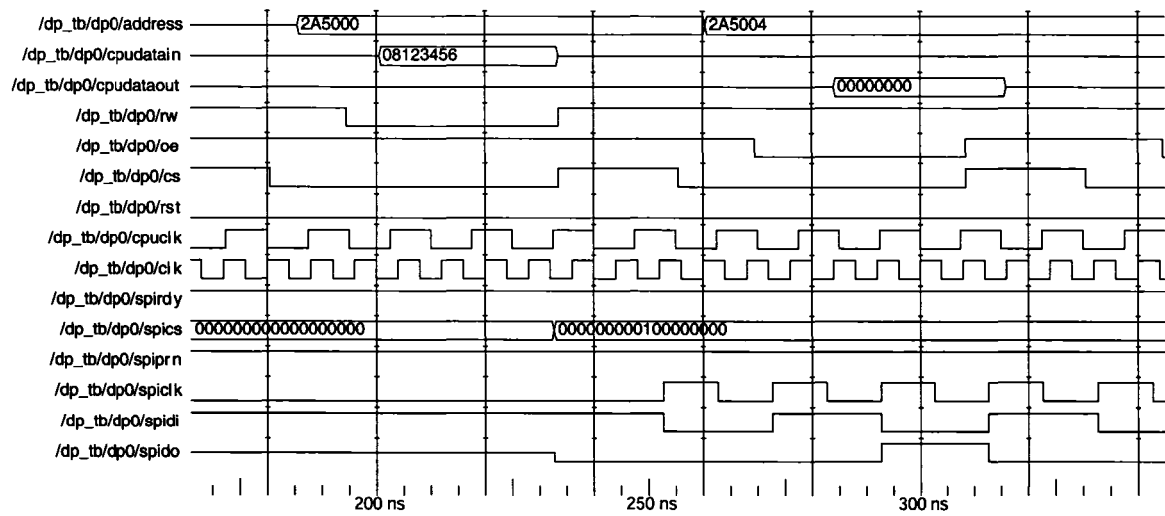 /dp_tb/dp0/address 2A5000 2A5004
/dp_tb/dp0/cpudatain 08123456
/dp_tb/dp0/cpudataout 00000000
/dp_tb/dp0/rw
/dp_tb/dp0/oe
/dp_tb/dp0/cs
/dp_tb/dp0/rst
/dp_tb/dp0/cpuclk
/dp_tb/dp0/clk
/dp_tb/dp0/spirdy
/dp_tb/dp0/spics 0000000000000000000 0000000000100000000
/dp_tb/dp0/spiprn
/dp_tb/dp0/spiclk
/dp_tb/dp0/spidi
/dp_tb/dp0/spido
200 ns 250 ns 300 ns